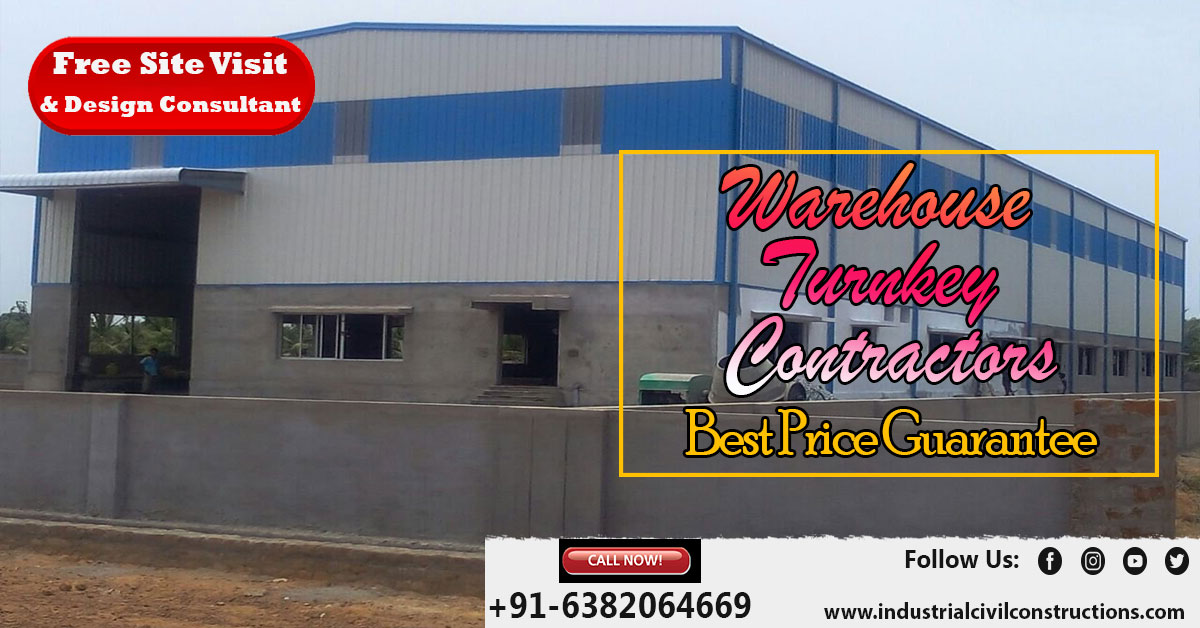 Free Site Visit
& Design Consultant
Warehouse
Turnkey
Contractors
Best Price Guarantee
CALL NOW!
+91-6382064669
Follow Us:
www.industrialcivilconstructions.com